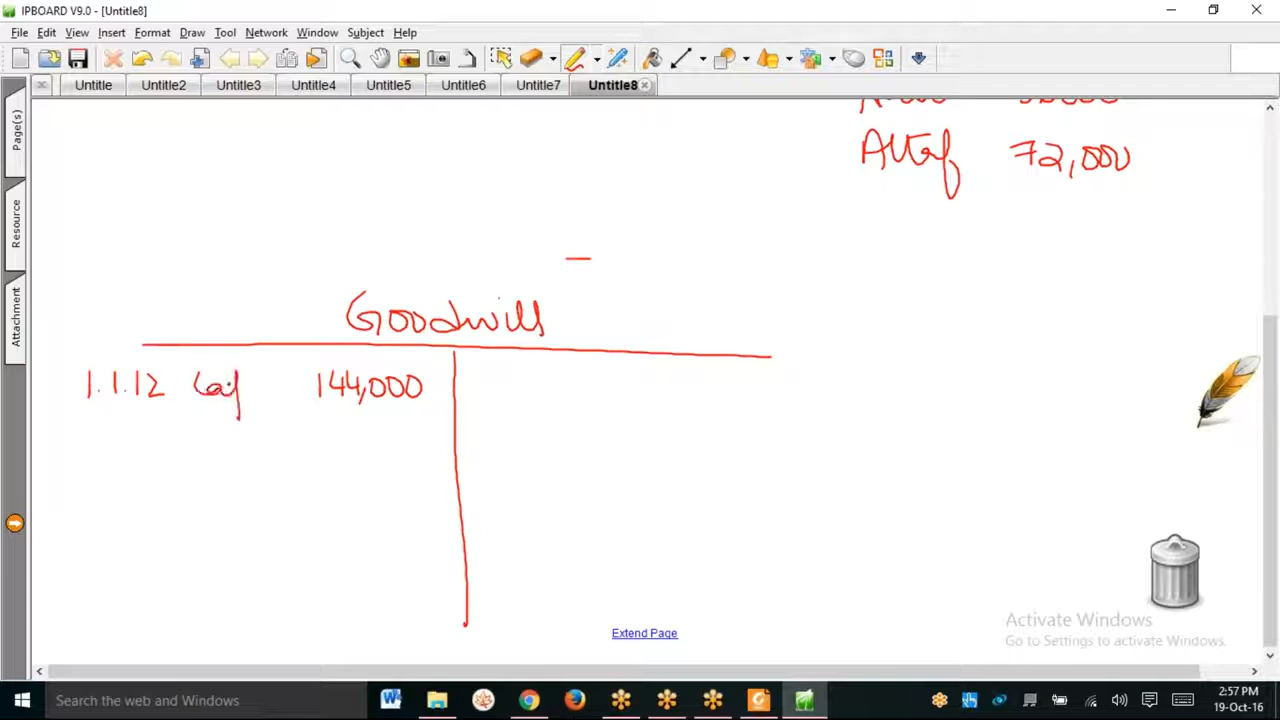 IPBOARD V9.0 - [Untitle8]
File Edit View Insert Format Draw Tool Network Window Subject Help
Untitle Untitle2 Untitle3 Untitle4 Untitle5 Untitle6 Untitle7 Untitle8
Page(s)
Resource
Attachment
Altaf 72,000
Goodwill
1.1.12 144,000
Extend Page
Activate Windows
Go to Settings to activate Windows.
Search the web and Windows
2:57 PM
19-Oct-16